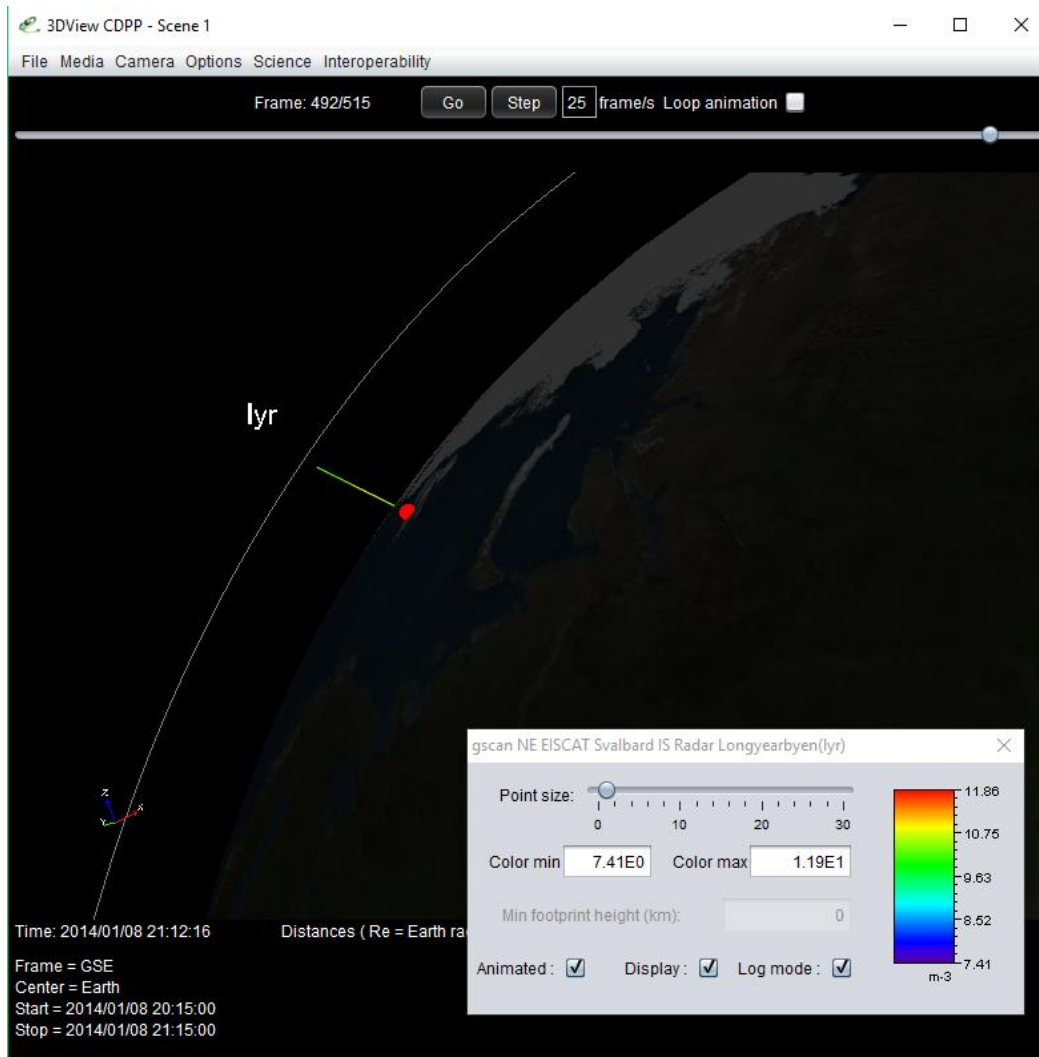 3DView CDPP - Scene 1
File Media Camera Options Science Interoperability
Frame: 492/515 Go Step 25 frame/s Loop animation
lyr
Z
X
Y
gscan NE EISCAT Svalbard IS Radar Longyearbyen(lyr)
Point size:
0 10 20 30
Color min 7.41E0 Color max 1.19E1
Min footprint height (km): 0
Animated : Display : Log mode :
11.86
10.75
9.63
8.52
7.41
m-3
Time: 2014/01/08 21:12:16 Distances ( Re = Earth rad
Frame = GSE
Center = Earth
Start = 2014/01/08 20:15:00
Stop = 2014/01/08 21:15:00